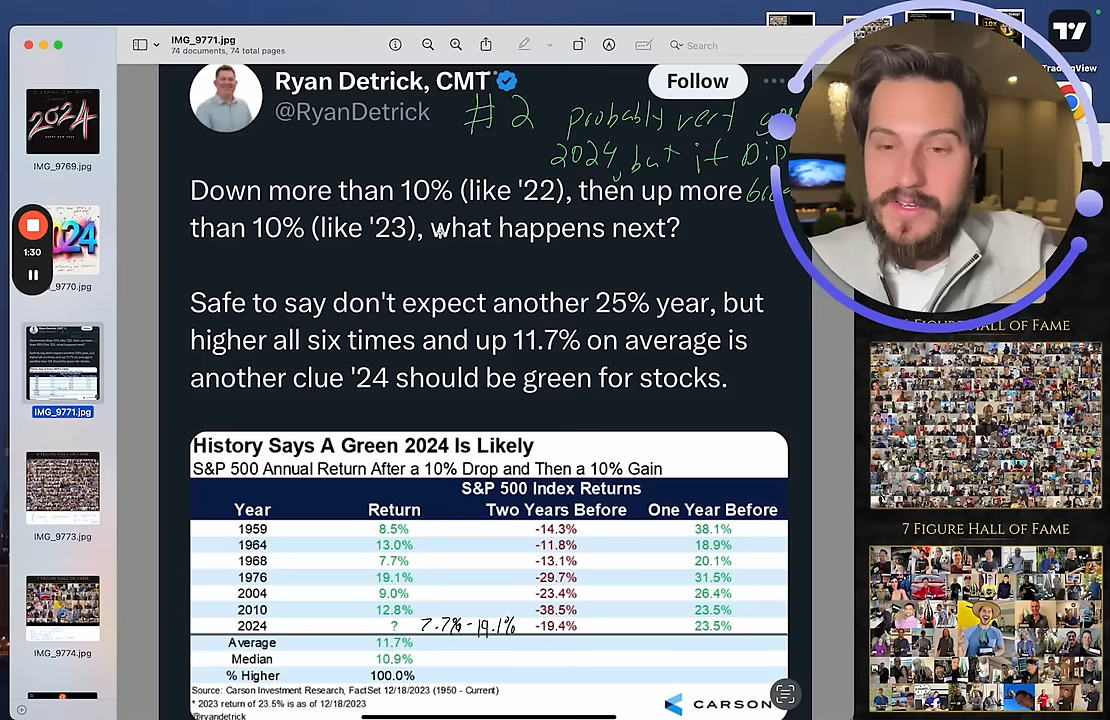 IMG_9771.jpg
74 documents, 74 total pages
Search
TradingView
2024
IMG_9769.jpg
1:30
_9770.jpg
IMG_9771.jpg
IMG_9773.jpg
IMG_9774.jpg
Ryan Detrick, CMT
@RyanDetrick
Follow
#2 probably vert
2024, but if Dip
Down more than 10% (like '22), then up more
than 10% (like '23), what happens next?
Safe to say don't expect another 25% year, but
higher all six times and up 11.7% on average is
another clue '24 should be green for stocks.
History Says A Green 2024 Is Likely
S&P 500 Annual Return After a 10% Drop and Then a 10% Gain
S&P 500 Index Returns
Year Return Two Years Before One Year Before
1959 8.5% -14.3% 38.1%
1964 13.0% -11.8% 18.9%
1968 7.7% -13.1% 20.1%
1976 19.1% -29.7% 31.5%
2004 9.0% -23.4% 26.4%
2010 12.8% -38.5% 23.5%
2024 ? 7.7%-19.1% -19.4% 23.5%
Average 11.7%
Median 10.9%
% Higher 100.0%
Source: Carson Investment Research, FactSet 12/18/2023 (1950 - Current)
* 2023 return of 23.5% is as of 12/18/2023
@ryandetrick
CARSON
FIGURE HALL OF FAME
7 FIGURE HALL OF FAME